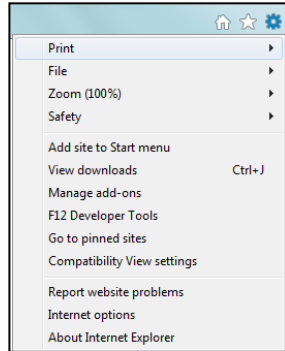 Print
File
Zoom (100%)
Safety
Add site to Start menu
View downloads Ctrl+J
Manage add-ons
F12 Developer Tools
Go to pinned sites
Compatibility View settings
Report website problems
Internet options
About Internet Explorer